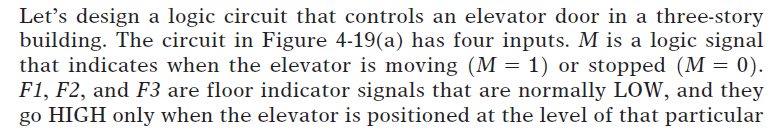 Let's design a logic circuit that controls an elevator door in a three-story
building. The circuit in Figure 4-19(a) has four inputs. M is a logic signal
that indicates when the elevator is moving (M = 1) or stopped (M = 0).
F1, F2, and F3 are floor indicator signals that are normally LOW, and they
go HIGH only when the elevator is positioned at the level of that particular